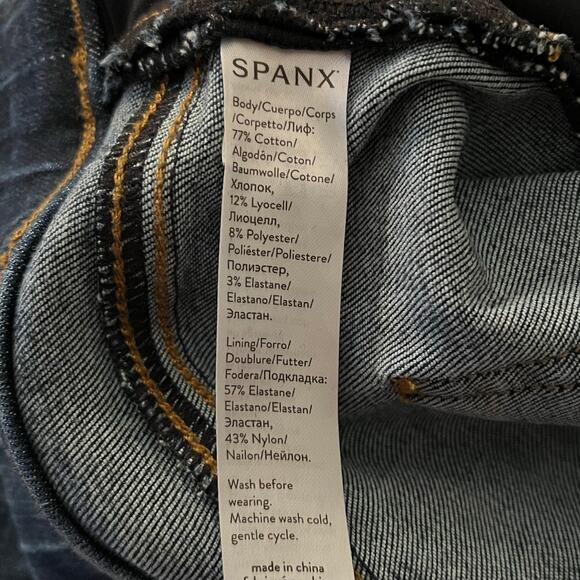 SPANX®
Body/Cuerpo/Corps
/Corpetto/Лиф:
77% Cotton/
Algodón/Coton/
Baumwolle/Cotone/
Хлопок,
12% Lyocell/
Лиоцелл,
8% Polyester/
Poliéster/Poliestere/
Полиэстер,
3% Elastane/
Elastano/Elastan/
Эластан.
Lining/Forro/
Doublure/Futter/
Fodera/Подкладка:
57% Elastane/
Elastano/Elastan/
Эластан,
43% Nylon/
Nailon/Нейлон.
Wash before
wearing.
Machine wash cold,
gentle cycle.
made in china